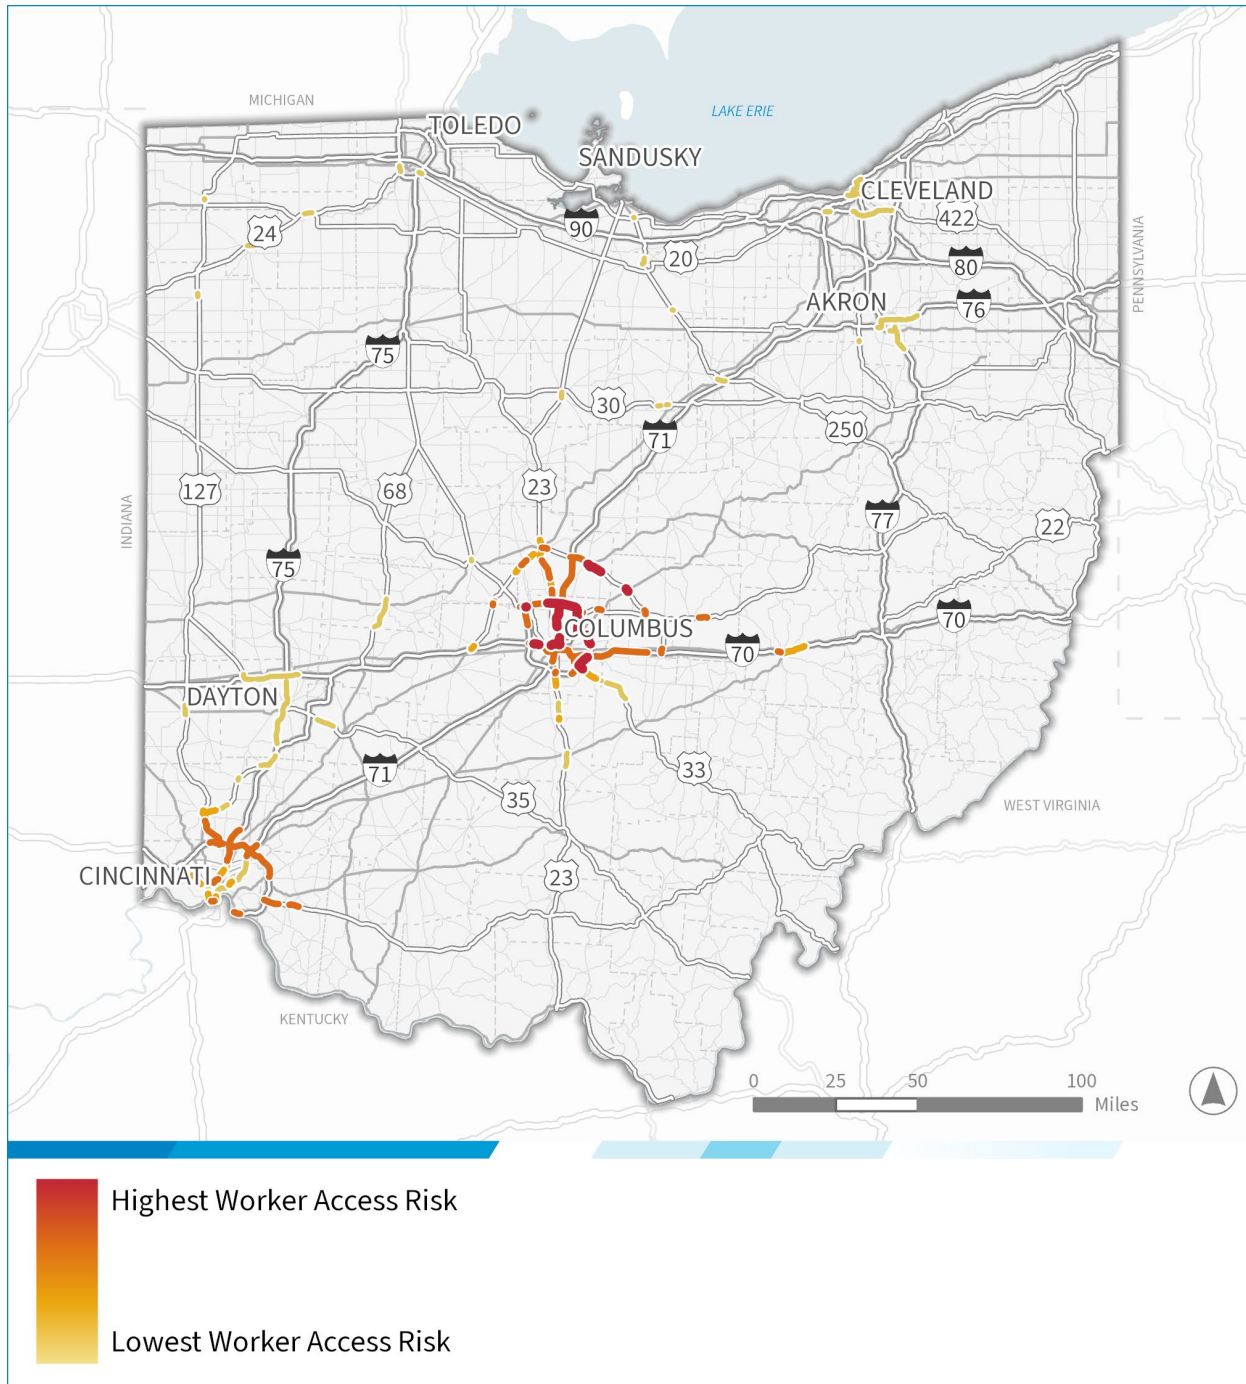 MICHIGAN
LAKE ERIE
TOLEDO
SANDUSKY
CLEVELAND
24
90
422
20
80
PENNSYLVANIA
AKRON
76
75
30
71
250
127
68
23
77
22
INDIANA
75
COLUMBUS
70
70
DAYTON
71
33
35
WEST VIRGINIA
CINCINNATI
23
KENTUCKY
0 25 50 100
Miles
Highest Worker Access Risk
Lowest Worker Access Risk